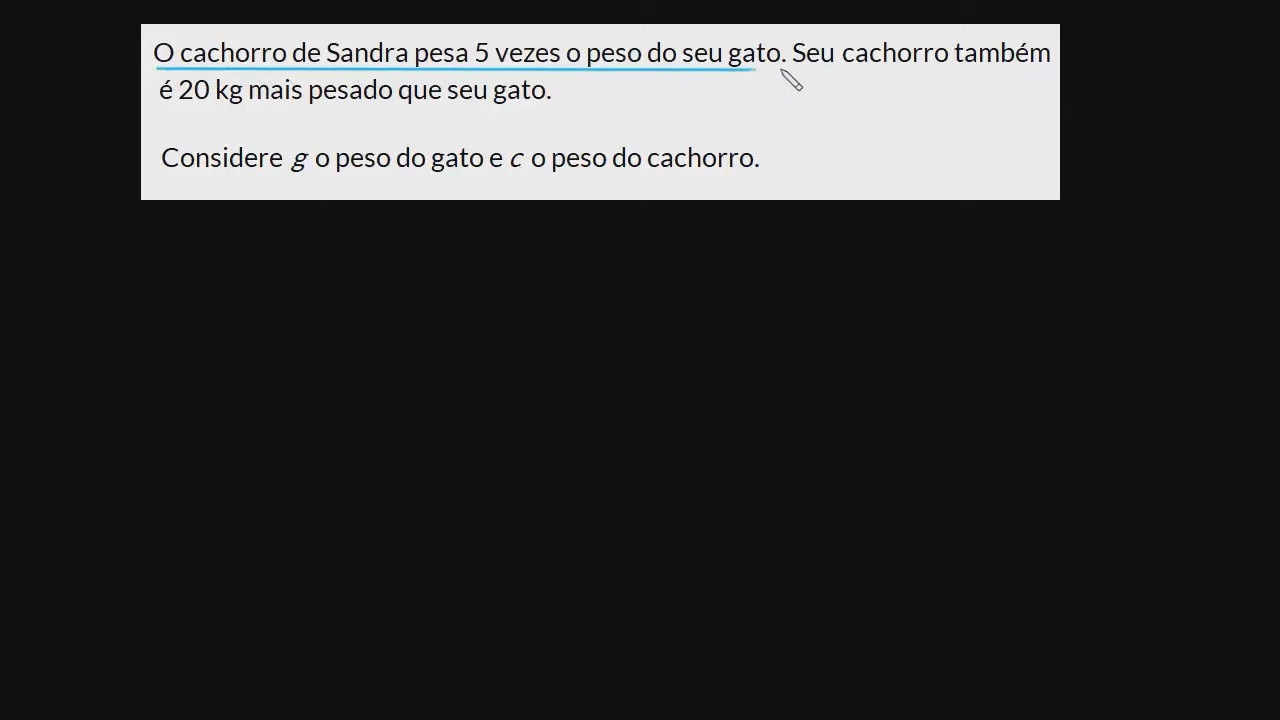 O cachorro de Sandra pesa 5 vezes o peso do seu gato. Seu cachorro também
é 20 kg mais pesado que seu gato.
Considere g o peso do gato e c o peso do cachorro.